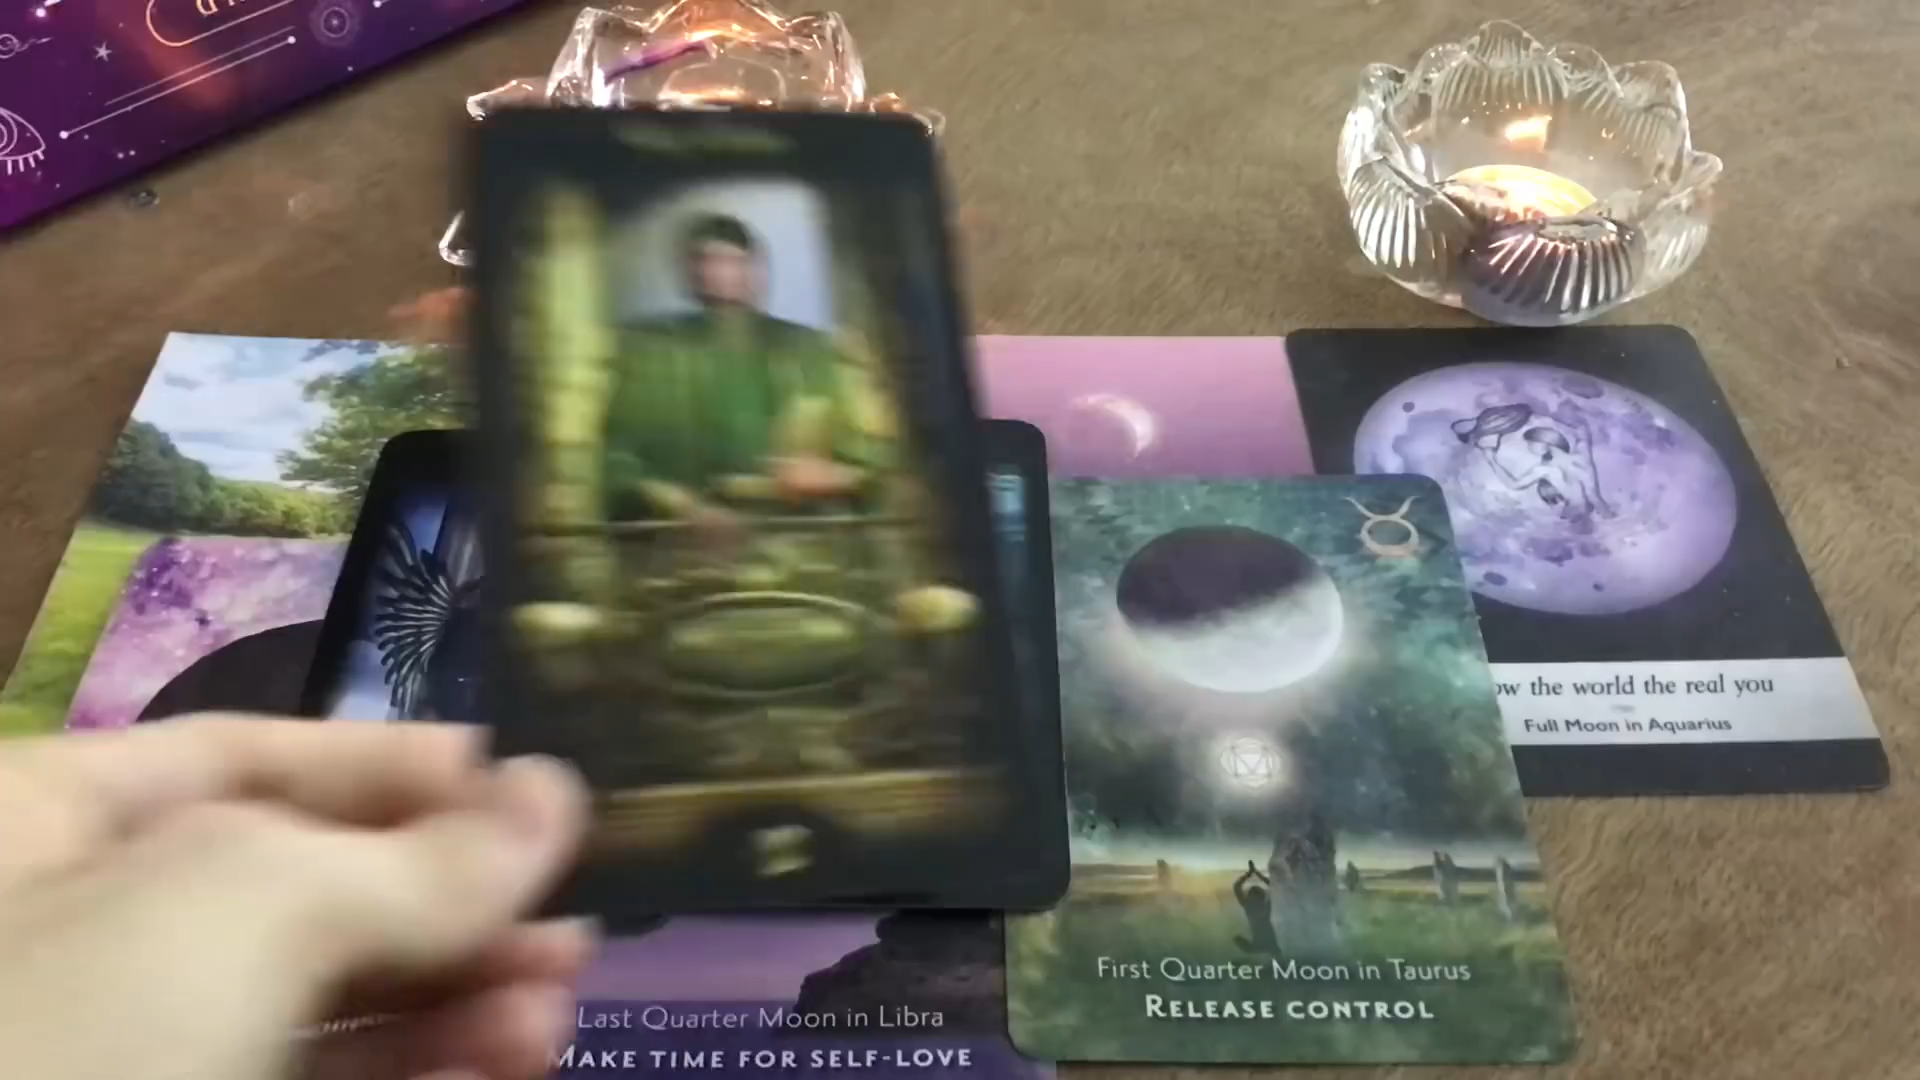 ow the world the real you
Full Moon in Aquarius
First Quarter Moon in Taurus
RELEASE CONTROL
Last Quarter Moon in Libra
MAKE TIME FOR SELF-LOVE